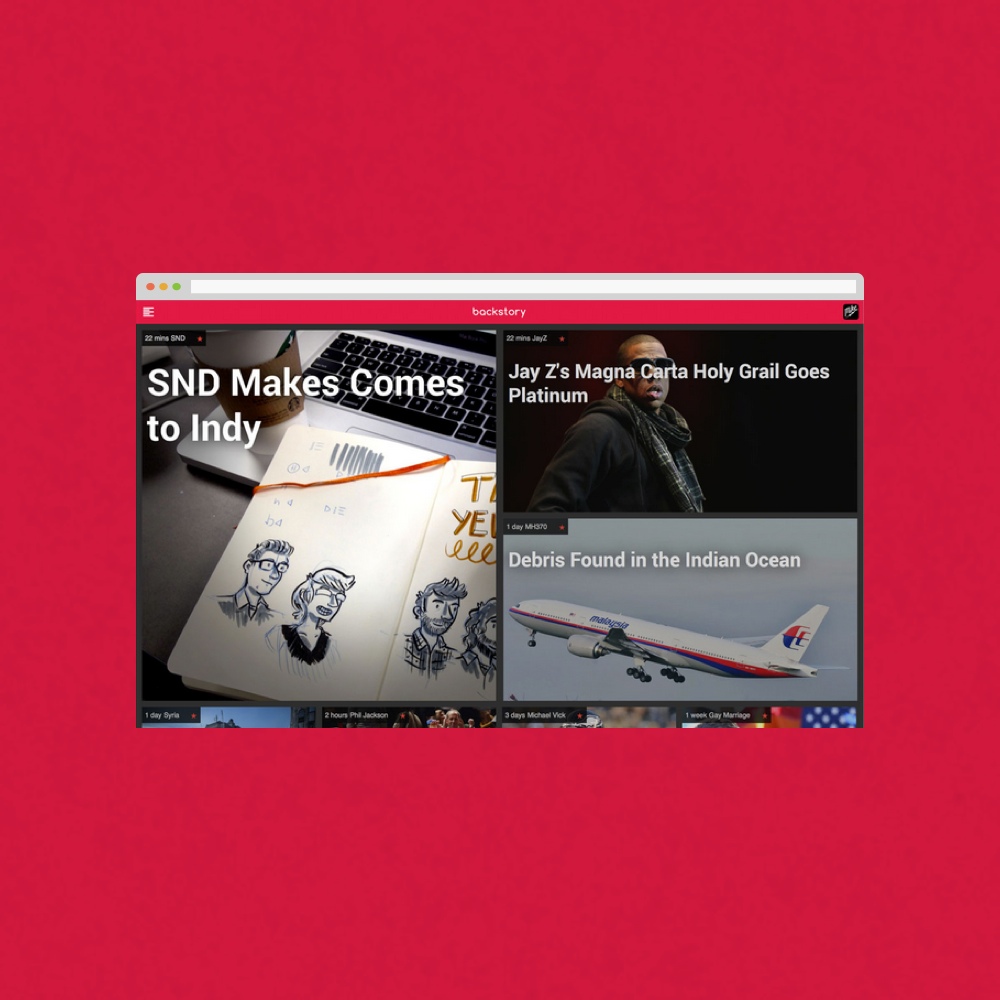 backstory
22 mins SND
SND Makes Comes
to Indy
DIE
22 mins JayZ
Jay Z's Magna Carta Holy Grail Goes
Platinum
1 day MH370
Debris Found in the Indian Ocean
malaysia
1 day Syria
2 hours Phil Jackson
3 days Michael Vick
1 week Gay Marriage